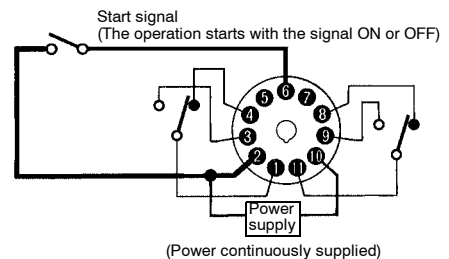 Start signal
(The operation starts with the signal ON or OFF)
6
5 7
4 8
3 9
2 10
1 11
Power
supply
(Power continuously supplied)